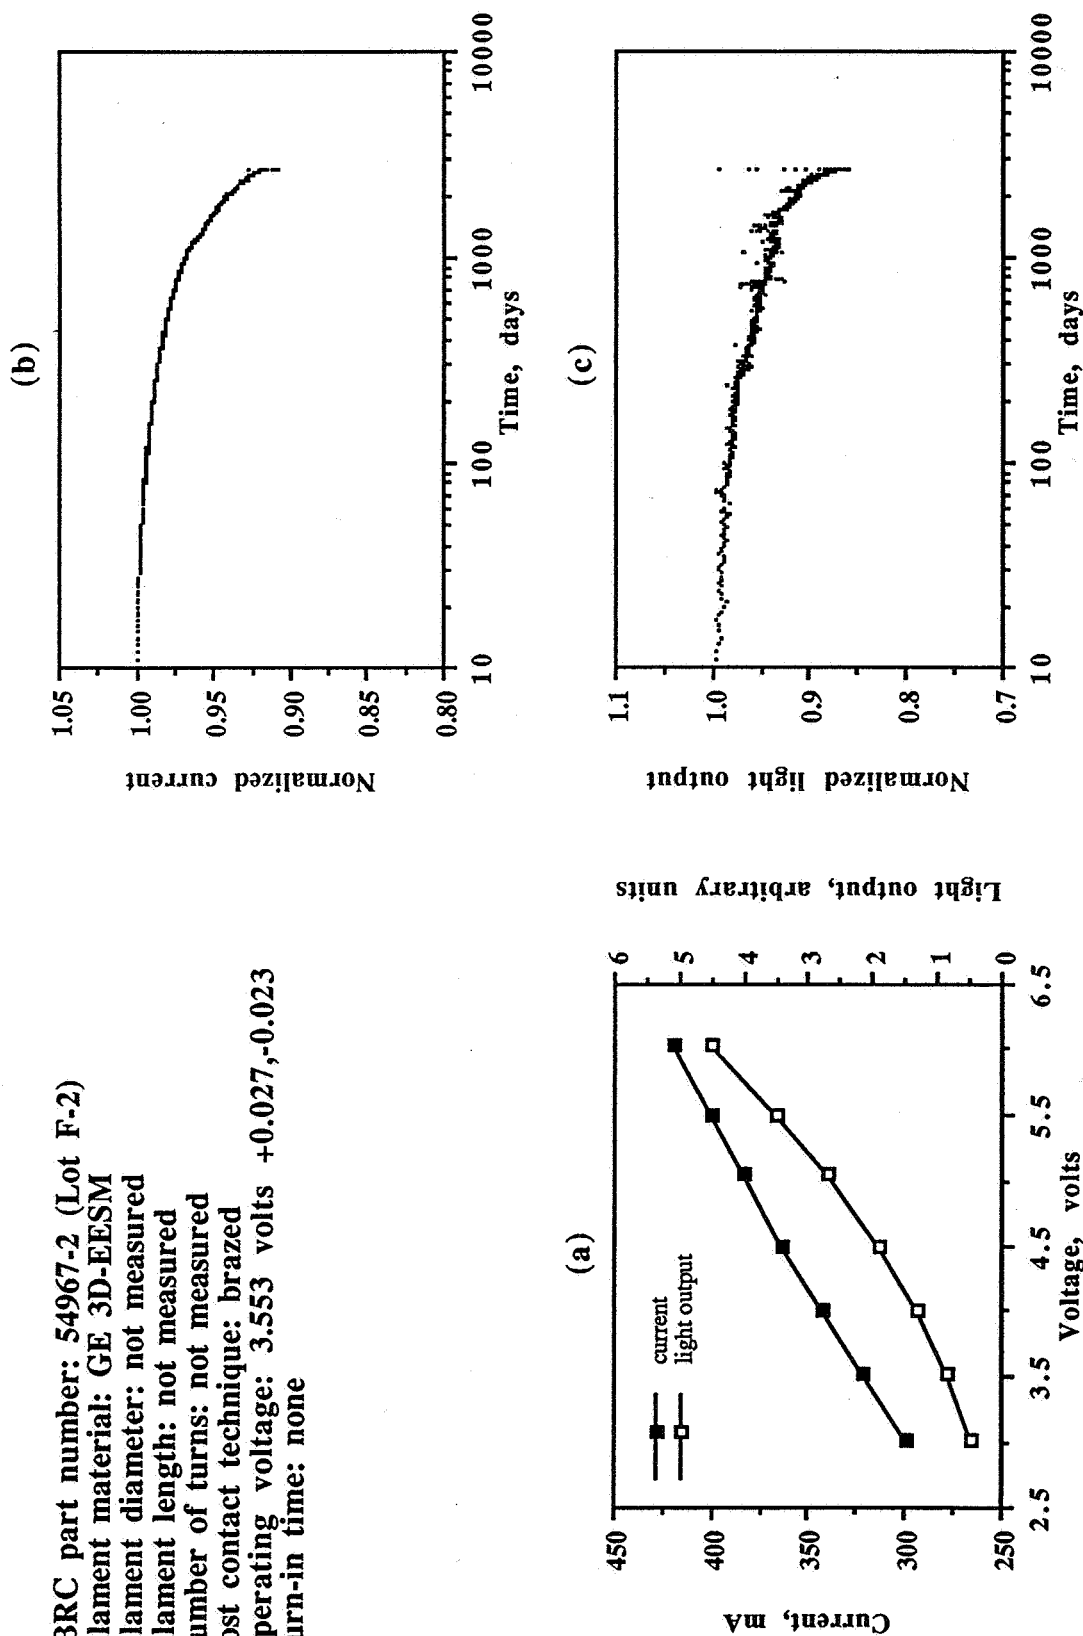 BRC part number: 54967-2 (Lot F-2)
lament material: GE 3D-EESM
lament diameter: not measured
lament length: not measured
umber of turns: not measured
ost contact technique: brazed
perating voltage: 3.553 volts +0.027,-0.023
urn-in time: none
(a)
current
light output
Current, mA
450
400
350
300
250
Light output, arbitrary units
6
5
4
3
2
1
0
2.5
3.5
4.5
5.5
6.5
Voltage, volts
(b)
Normalized current
1.05
1.00
0.95
0.90
0.85
0.80
10
100
1000
10000
Time, days
(c)
Normalized light output
1.1
1.0
0.9
0.8
0.7
10
100
1000
10000
Time, days